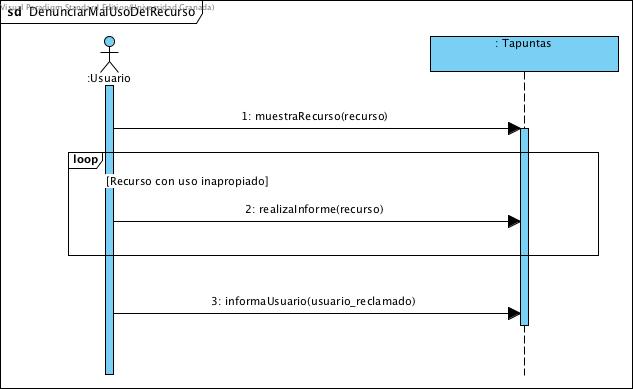 Visual Paradigm Standard Edition(Universidad Granada)
sd DenunciarMalUsoDelRecurso
:Usuario
: Tapuntas
1: muestraRecurso(recurso)
loop
[Recurso con uso inapropiado]
2: realizaInforme(recurso)
3: informaUsuario(usuario_reclamado)